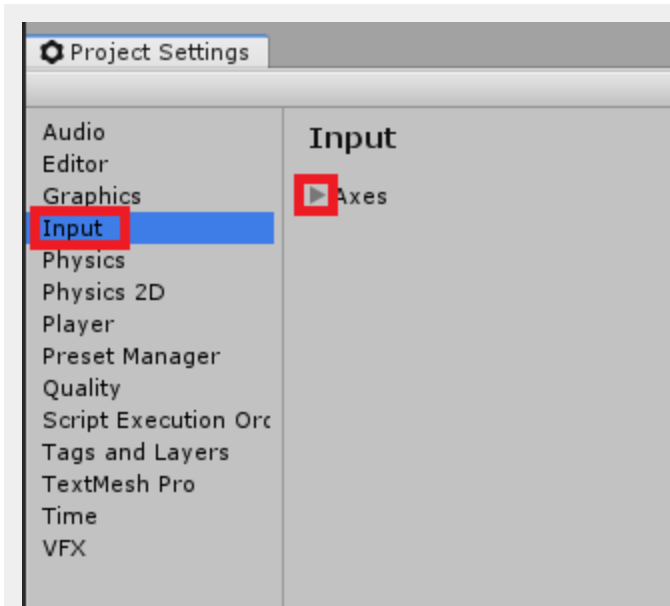 Project Settings
Audio
Editor
Graphics
Input
Physics
Physics 2D
Player
Preset Manager
Quality
Script Execution Orc
Tags and Layers
TextMesh Pro
Time
VFX
Input
Axes